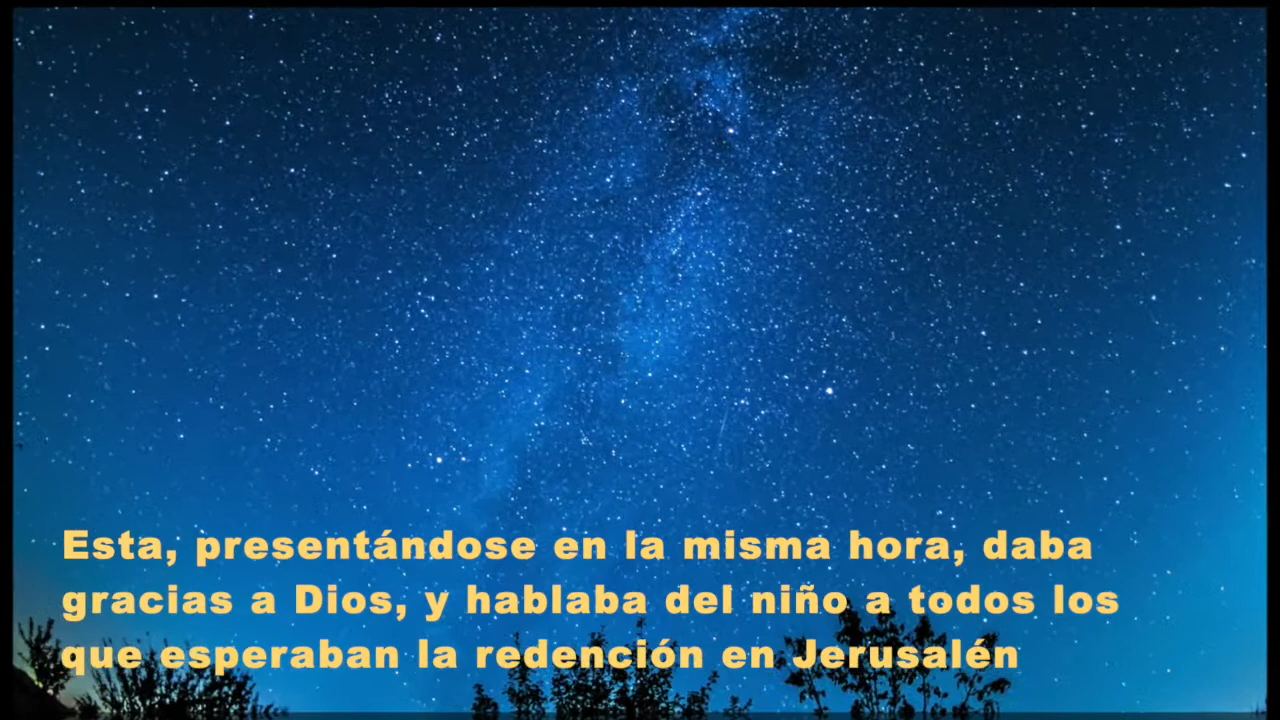 Esta, presentándose en la misma hora, daba
gracias a Dios, y hablaba del niño a todos los
que esperaban la redención en Jerusalén